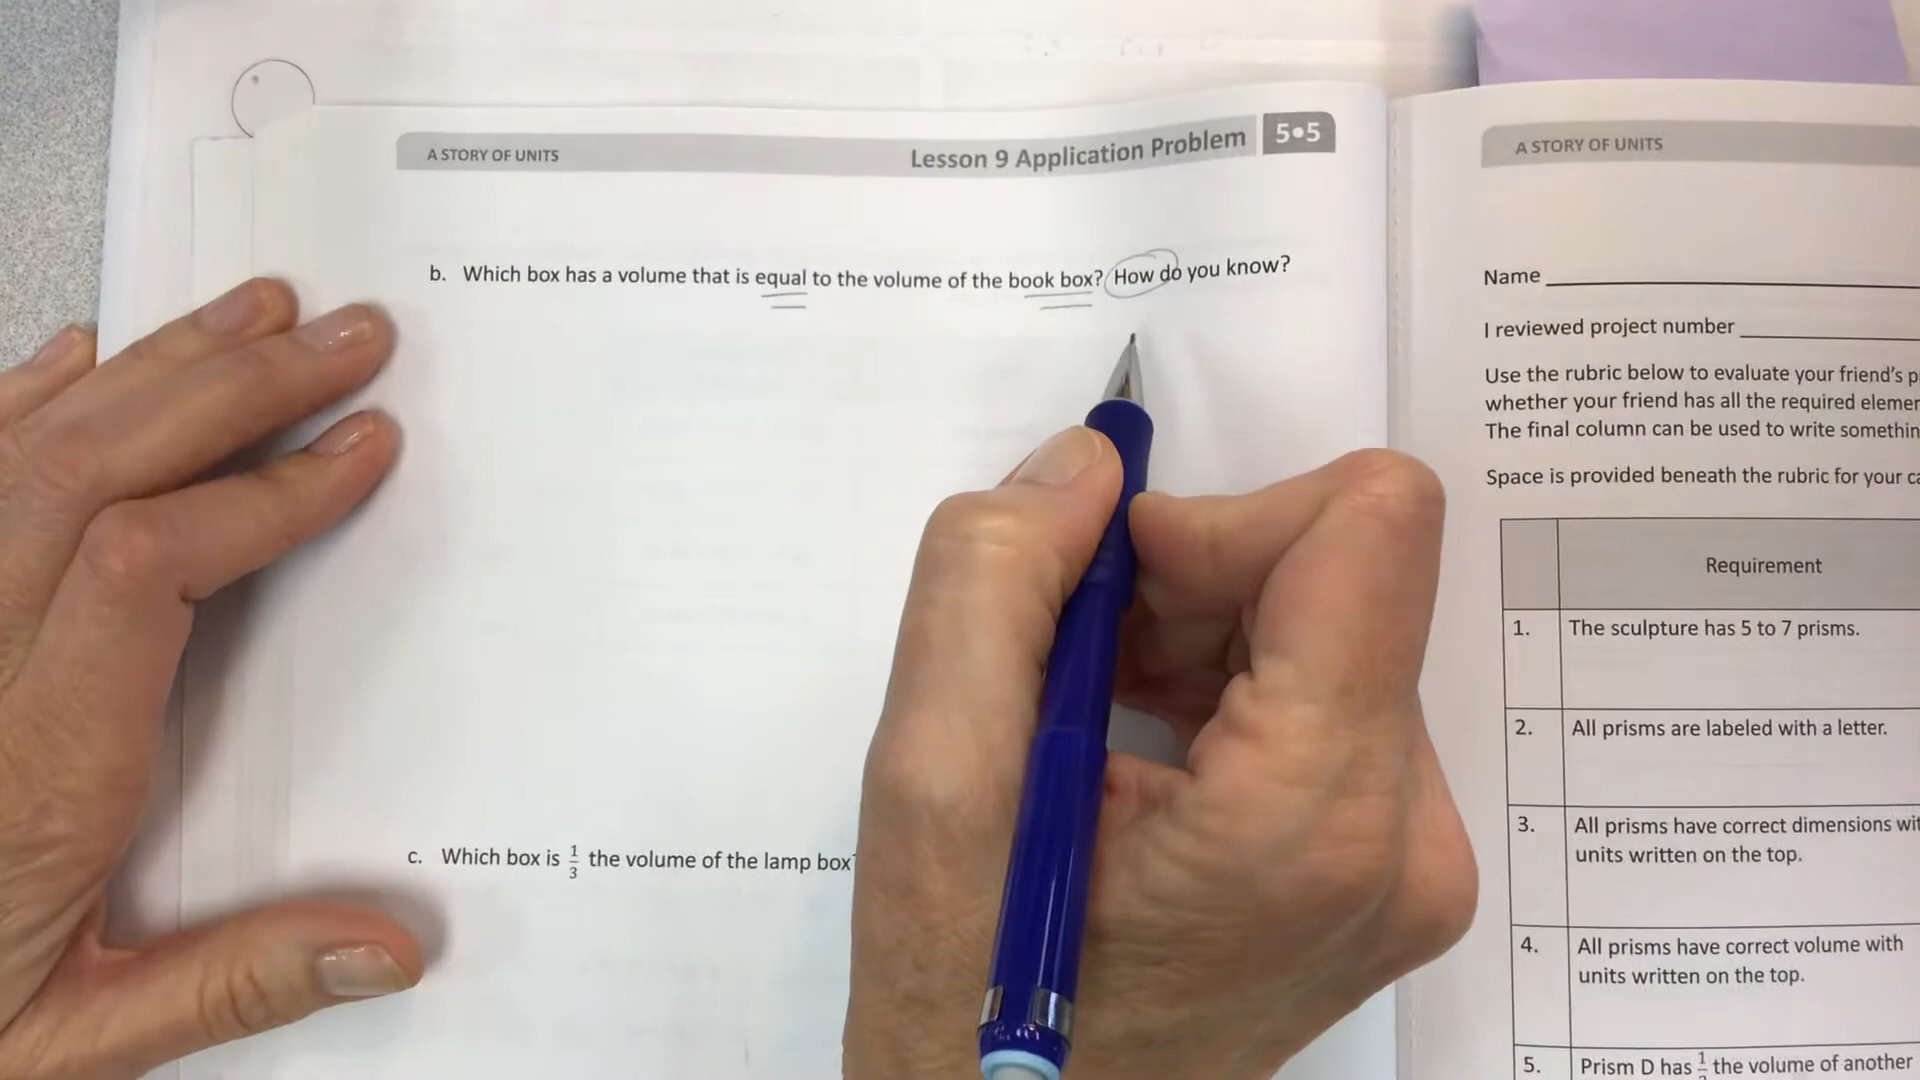 A STORY OF UNITS
Lesson 9 Application Problem
5•5
b. Which box has a volume that is equal to the volume of the book box? How do you know?
c. Which box is 1/3 the volume of the lamp box
A STORY OF UNITS
Name
I reviewed project number
Use the rubric below to evaluate your friend's
whether your friend has all the required
The final column can be used to write
Space is provided beneath the rubric for your
Requirement
1. The sculpture has 5 to 7 prisms.
2. All prisms are labeled with a letter.
3. All prisms have correct dimensions
units written on the top.
4. All prisms have correct volume with
units written on the top.
5. Prism D has the volume of another